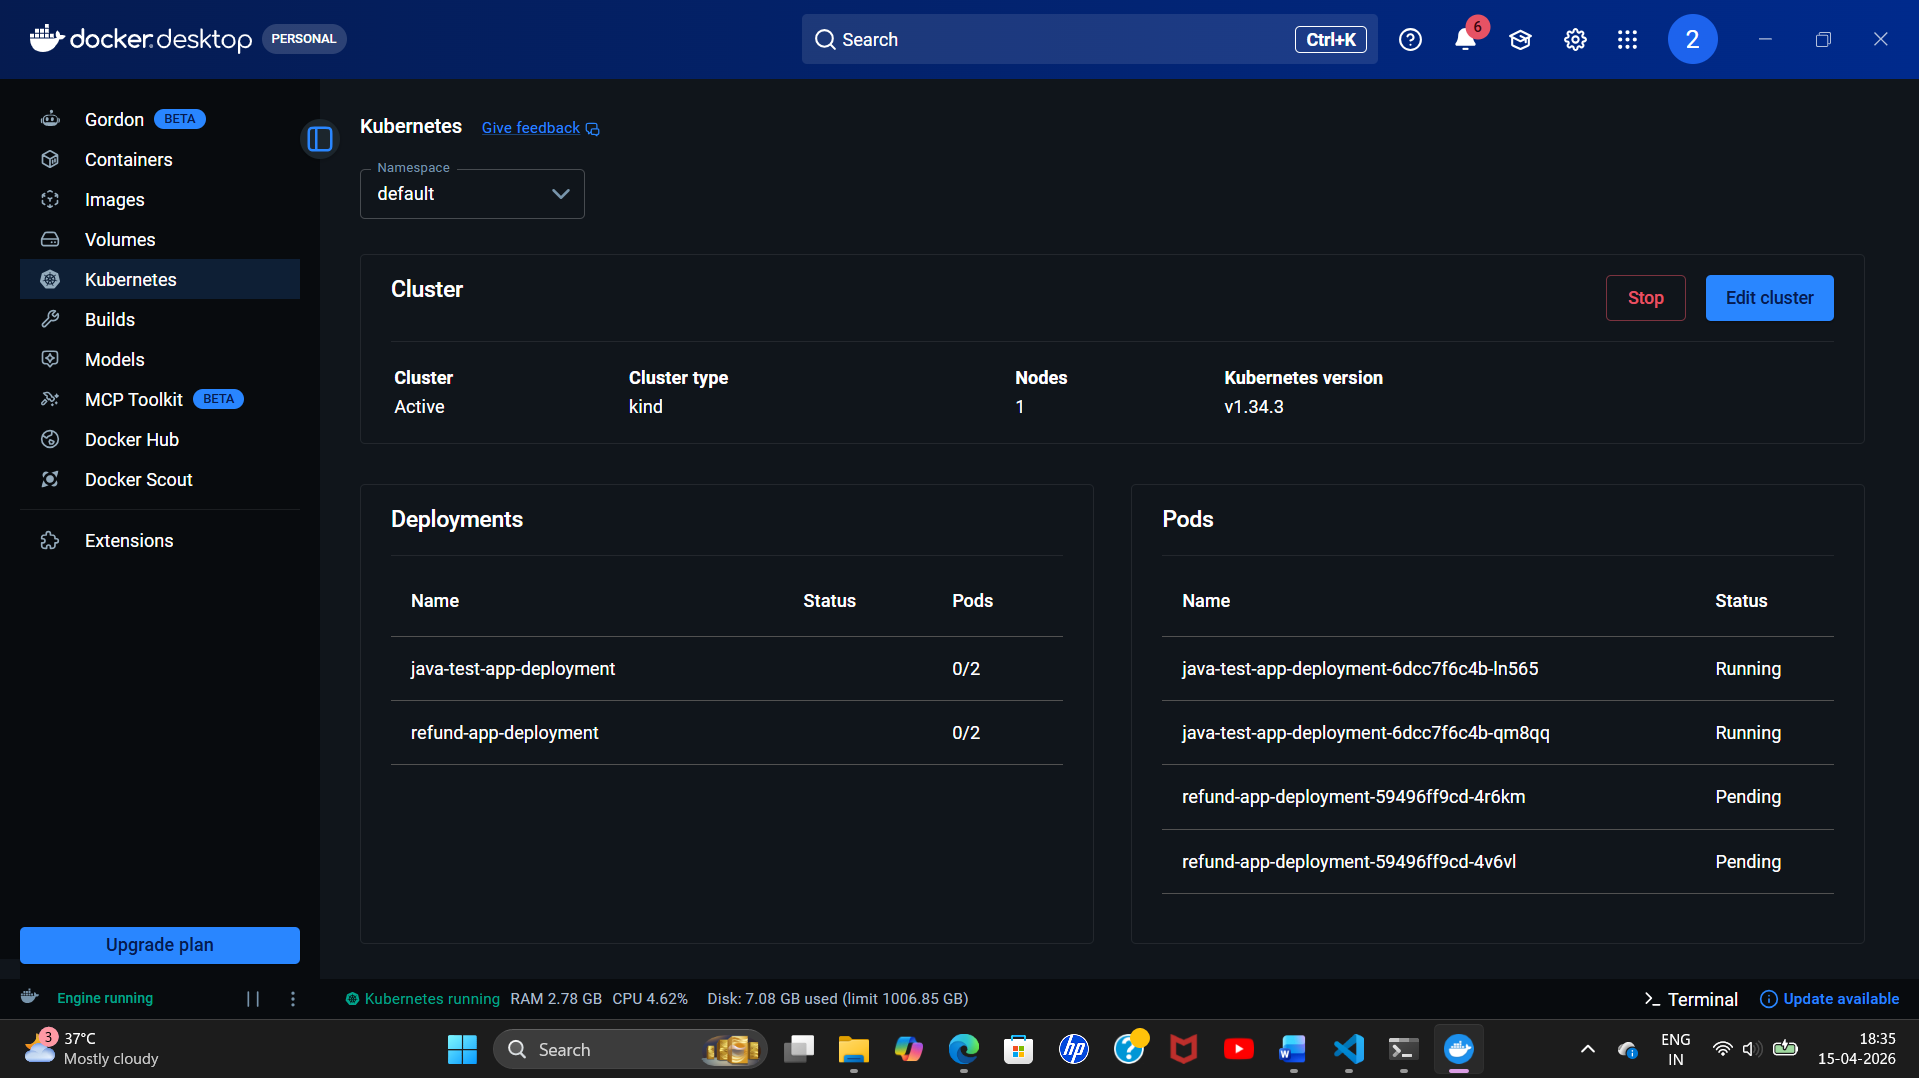 docker.desktop PERSONAL
Search Ctrl+K
6
2
Gordon BETA
Containers
Images
Volumes
Kubernetes
Builds
Models
MCP Toolkit BETA
Docker Hub
Docker Scout
Extensions
Upgrade plan
Kubernetes Give feedback
Namespace
default
Cluster
Stop Edit cluster
Cluster Cluster type Nodes Kubernetes version
Active kind 1 v1.34.3
Deployments
Name Status Pods
java-test-app-deployment 0/2
refund-app-deployment 0/2
Pods
Name Status
java-test-app-deployment-6dcc7f6c4b-ln565 Running
java-test-app-deployment-6dcc7f6c4b-qm8qq Running
refund-app-deployment-59496ff9cd-4r6km Pending
refund-app-deployment-59496ff9cd-4v6vl Pending
Engine running Kubernetes running RAM 2.78 GB CPU 4.62% Disk: 7.08 GB used (limit 1006.85 GB) Terminal Update available
3
37°C
Mostly cloudy
Search
hp
W
ENG
IN
18:35
15-04-2026